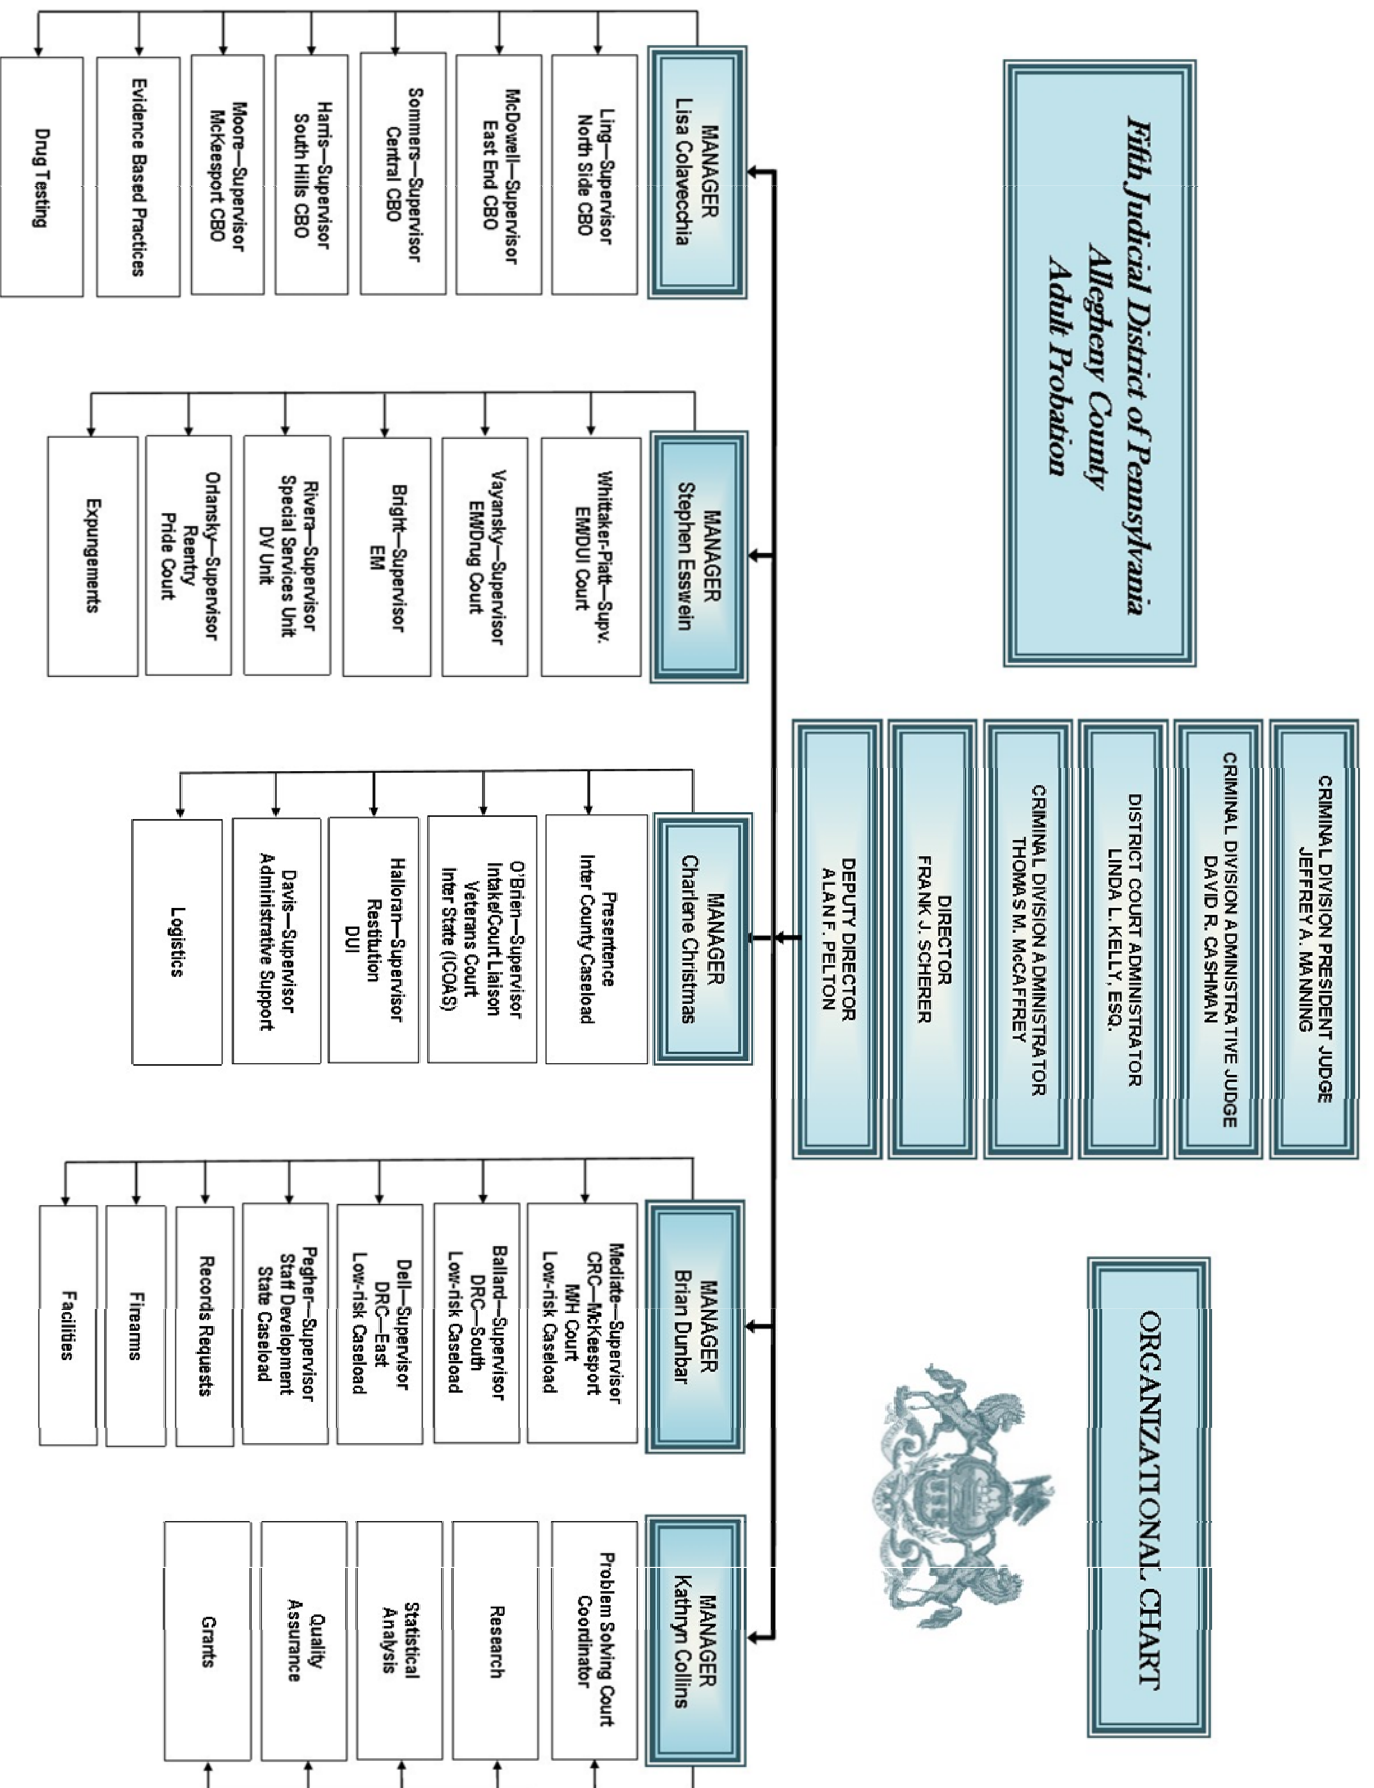 Fifth Judicial District of Pennsylvania
Allegheny County
Adult Probation
CRIMINAL DIVISION PRESIDENT JUDGE
JEFFREY A. MANNING
CRIMINAL DIVISION ADMINISTRATIVE JUDGE
DAVID R. CASHMAN
DISTRICT COURT ADMINISTRATOR
LINDA L. KELLY, ESQ.
CRIMINAL DIVISION ADMINISTRATOR
THOMAS M. McCAFFREY
DIRECTOR
FRANK J. SCHERER
DEPUTY DIRECTOR
ALAN F. PELTON
ORGANIZATIONAL CHART
MANAGER
Lisa Colavecchia
Ling—Supervisor
North Side CBO
McDowell—Supervisor
East End CBO
Sommers—Supervisor
Central CBO
Harris—Supervisor
South Hills CBO
Moore—Supervisor
McKeesport CBO
Evidence Based Practices
Drug Testing
MANAGER
Stephen Esswein
Whittaker-Piatt—Supv.
EM/DUI Court
Vayansky—Supervisor
EM/Drug Court
Bright—Supervisor
EM
Rivera—Supervisor
Special Services Unit
DV Unit
Orlansky—Supervisor
Reentry
Pride Court
Expungements
MANAGER
Charlene Christmas
Presentence
Inter County Caseload
O'Brien—Supervisor
Intake/Court Liaison
Veterans Court
Inter State (ICOAS)
Halloran—Supervisor
Restitution
DUI
Davis—Supervisor
Administrative Support
Logistics
MANAGER
Brian Dunbar
Mediate—Supervisor
CRC—McKeesport
M/H Court
Low-risk Caseload
Ballard—Supervisor
DRC—South
Low-risk Caseload
Dell—Supervisor
DRC—East
Low-risk Caseload
Pegher—Supervisor
Staff Development
State Caseload
Records Requests
Firearms
Facilities
MANAGER
Kathryn Collins
Problem Solving Court
Coordinator
Research
Statistical
Analysis
Quality
Assurance
Grants